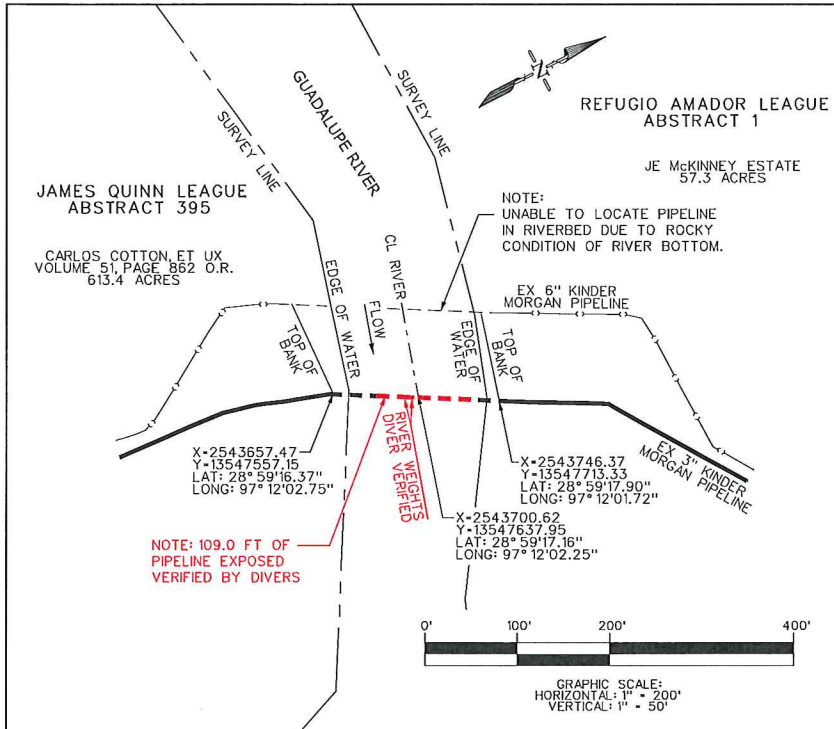 SURVEY LINE
GUADALUPE RIVER
SURVEY LINE
N
REFUGIO AMADOR LEAGUE
ABSTRACT 1
JE McKINNEY ESTATE
57.3 ACRES
JAMES QUINN LEAGUE
ABSTRACT 395
CARLOS COTTON, ET UX
VOLUME 51, PAGE 862 O.R.
613.4 ACRES
NOTE:
UNABLE TO LOCATE PIPELINE
IN RIVERBED DUE TO ROCKY
CONDITION OF RIVER BOTTOM.
EDGE OF WATER
CL RIVER
FLOW
EX 6" KINDER
MORGAN PIPELINE
TOP OF
BANK
EDGE OF
WATER
TOP OF
BANK
X=2543657.47
Y=13547557.15
LAT: 28° 59'16.37"
LONG: 97° 12'02.75"
RIVER WEIGHTS
DIVER VERIFIED
X=2543746.37
Y=13547713.33
LAT: 28° 59'17.90"
LONG: 97° 12'01.72"
EX 3" KINDER
MORGAN PIPELINE
X=2543700.62
Y=13547637.95
LAT: 28° 59'17.16"
LONG: 97° 12'02.25"
NOTE: 109.0 FT OF
PIPELINE EXPOSED
VERIFIED BY DIVERS
0' 100' 200' 400'
GRAPHIC SCALE:
HORIZONTAL: 1" = 200'
VERTICAL: 1" = 50'